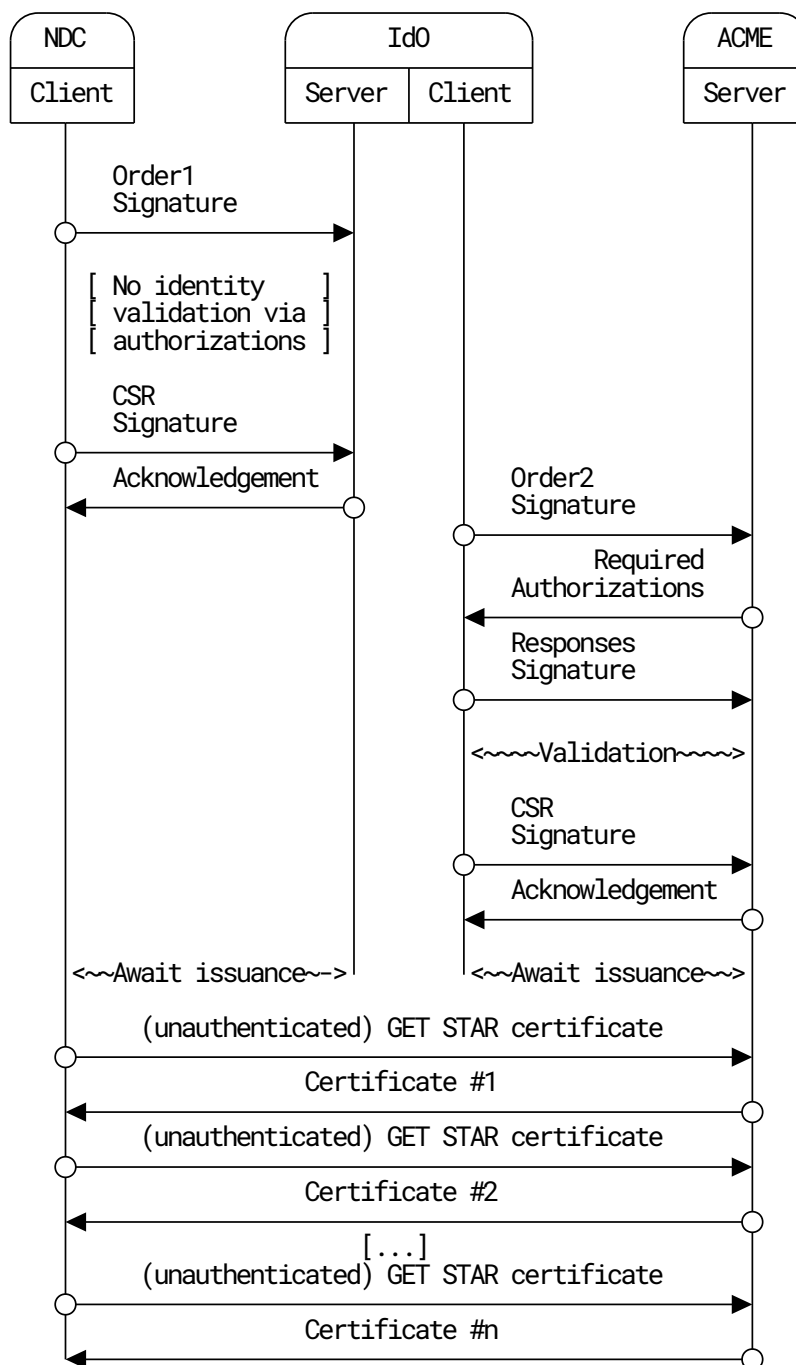 NDC IdO ACME
Client Server Client Server
Order1
Signature
[ No identity ]
[ validation via ]
[ authorizations ]
CSR
Signature
Acknowledgement
Order2
Signature
Required
Authorizations
Responses
Signature
<~~~~Validation~~~~>
CSR
Signature
Acknowledgement
<~~Await issuance~-> <~~Await issuance~~>
(unauthenticated) GET STAR certificate
Certificate #1
(unauthenticated) GET STAR certificate
Certificate #2
[...]
(unauthenticated) GET STAR certificate
Certificate #n